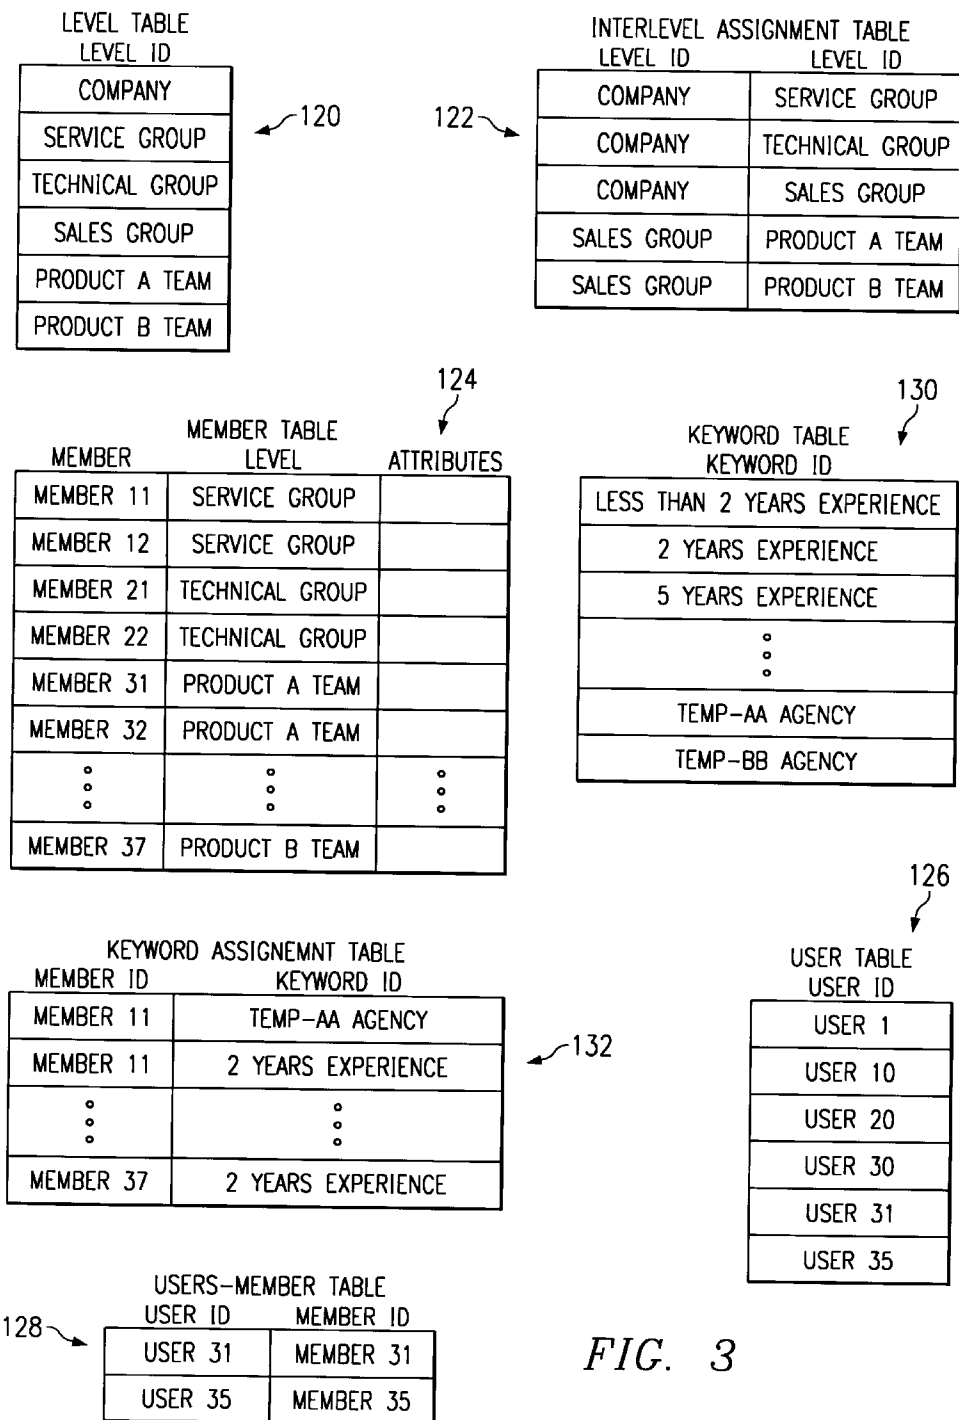 LEVEL TABLE
LEVEL ID
COMPANY
SERVICE GROUP
TECHNICAL GROUP
SALES GROUP
PRODUCT A TEAM
PRODUCT B TEAM
120
INTERLEVEL ASSIGNMENT TABLE
LEVEL ID LEVEL ID
122
COMPANY SERVICE GROUP
COMPANY TECHNICAL GROUP
COMPANY SALES GROUP
SALES GROUP PRODUCT A TEAM
SALES GROUP PRODUCT B TEAM
124
MEMBER TABLE
MEMBER LEVEL ATTRIBUTES
MEMBER 11 SERVICE GROUP
MEMBER 12 SERVICE GROUP
MEMBER 21 TECHNICAL GROUP
MEMBER 22 TECHNICAL GROUP
MEMBER 31 PRODUCT A TEAM
MEMBER 32 PRODUCT A TEAM
MEMBER 37 PRODUCT B TEAM
130
KEYWORD TABLE
KEYWORD ID
LESS THAN 2 YEARS EXPERIENCE
2 YEARS EXPERIENCE
5 YEARS EXPERIENCE
TEMP-AA AGENCY
TEMP-BB AGENCY
KEYWORD ASSIGNEMNT TABLE
MEMBER ID KEYWORD ID
MEMBER 11 TEMP-AA AGENCY
MEMBER 11 2 YEARS EXPERIENCE
MEMBER 37 2 YEARS EXPERIENCE
132
126
USER TABLE
USER ID
USER 1
USER 10
USER 20
USER 30
USER 31
USER 35
USERS-MEMBER TABLE
USER ID MEMBER ID
128
USER 31 MEMBER 31
USER 35 MEMBER 35
FIG. 3